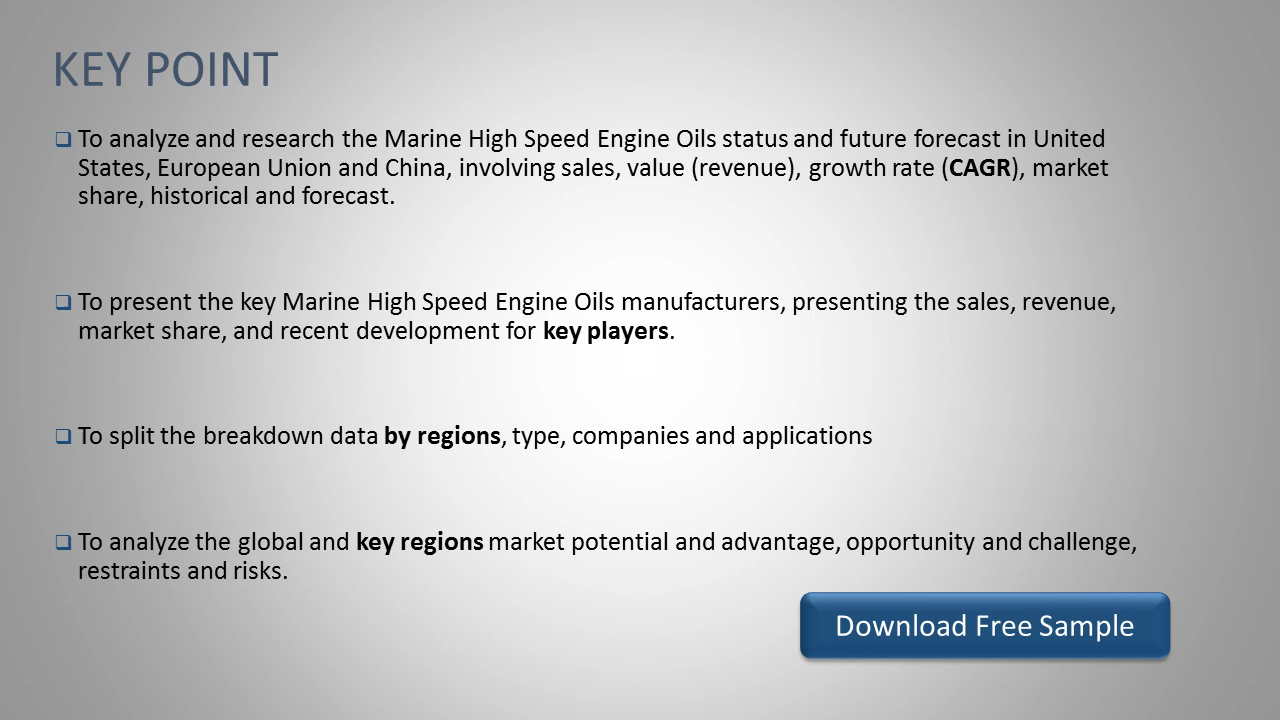 KEY POINT
To analyze and research the Marine High Speed Engine Oils status and future forecast in United
States, European Union and China, involving sales, value (revenue), growth rate (CAGR), market
share, historical and forecast.
To present the key Marine High Speed Engine Oils manufacturers, presenting the sales, revenue,
market share, and recent development for key players.
To split the breakdown data by regions, type, companies and applications
To analyze the global and key regions market potential and advantage, opportunity and challenge,
restraints and risks.
Download Free Sample